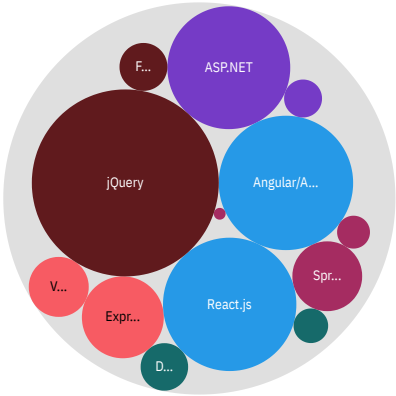 F...
ASP.NET
jQuery
Angular/A...
V...
Expr...
React.js
Spr...
D...